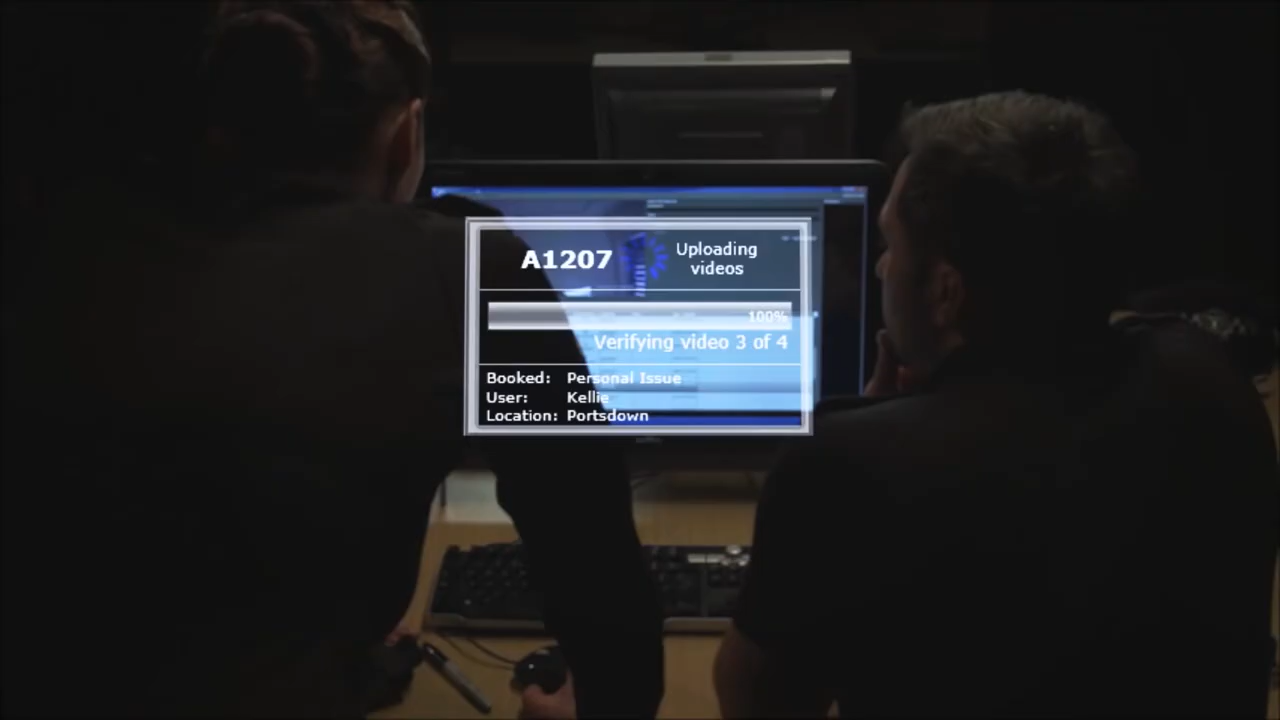 A1207
Uploading
videos
100%
Verifying video 3 of 4
Booked: Personal Issue
User: Kellie
Location: Portsdown